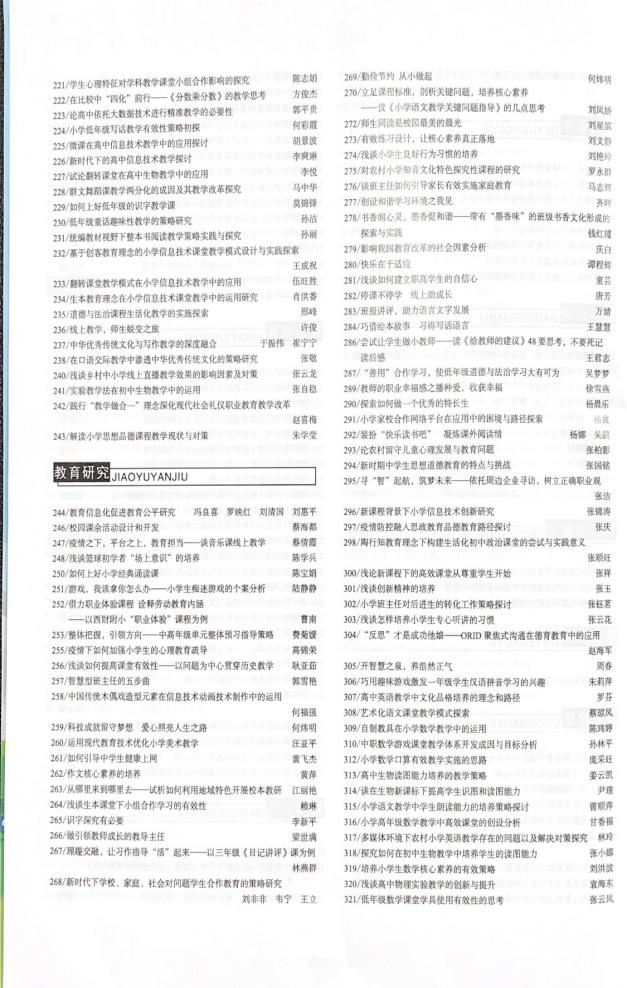 221/学生心理特征对学科教学课堂小组合作影响的探究 陈志娟
222/在比较中“四化”前行——《分数乘分数》的教学思考 方俊杰
223/论高中依托大数据技术进行精准教学的必要性 郭平贵
224/小学低年级写话教学有效性策略初探 何彩霞
225/微课在高中信息技术教学中的应用探讨 胡景波
226/新时代下的高中信息技术教学探讨 李奭琳
227/试论翻转课堂在高中生物教学中的应用 李悦
228/群文舞蹈课教学两分化的成因及其教学改革探究 马中华
229/如何上好低年级的识字教学课 莫锦锋
230/低年级童话趣味性教学的策略研究 孙洁
231/统编教材视野下整本书阅读教学策略实践与探究 孙丽
232/基于创客教育理念的小学信息技术课堂教学模式设计与实践探索
王成祝
233/翻转课堂教学模式在小学信息技术教学中的应用 伍旺胜
234/生本教育理念在小学信息技术课堂教学中的运用研究 肖洪番
235/道德与法治课程生活化教学的实施探索 邢峰
236/线上教学，师生蜕变之旅 许俊
237/中华优秀传统文化与写作教学的深度融合 于振伟 崔宁宁
238/在口语交际教学中渗透中华优秀传统文化的策略研究 张敬
240/浅谈乡村中小学线上直播教学效果的影响因素及对策 张云龙
241/实验教学法在初中生物教学中的运用 张自稳
242/践行“教学做合一”理念深化现代社会礼仪职业教育教学改革
赵喜梅
243/解读小学思想品德课程教学现状与对策 朱学莹
教育研究 JIAOYUYANJIU
244/教育信息化促进教育公平研究 冯良喜 罗映红 刘清国 刘惠平
246/校园课余活动设计和开发 蔡海都
247/疫情之下，平台之上，教育担当——谈音乐课线上教学 蔡倩霞
248/浅谈篮球初学者“场上意识”的培养 陈学兵
250/如何上好小学经典诵读课 陈宝娟
251/游戏，我该拿你怎么办——小学生痴迷游戏的个案分析 陆静静
252/借力职业体验课程 诠释劳动教育内涵
——以西财附小“职业体验”课程为例 曹南
253/整体把握，引领方向——中高年级单元整体预习指导策略 费菊媛
255/疫情下如何加强小学生的心理教育疏导 高锦荣
256/浅谈如何提高课堂有效性——以问题为中心贯穿历史教学 耿亚茹
257/智慧型班主任的五步曲 郭雪艳
258/中国传统木偶戏造型元素在信息技术动画技术制作中的运用
何福强
259/科技成就留守梦想 爱心照亮人生之路 何炜明
260/运用现代教育技术优化小学美术教学 汪亚平
261/如何引导中学生健康上网 黄飞杰
262/作文核心素养的培养 黄萍
263/从哪里来到哪里去——试析如何利用地域特色开展校本教研 江丽艳
264/浅谈生本课堂下小组合作学习的有效性 赖琳
265/识字探究有必要 李新平
266/做引领教师成长的教导主任 梁世满
267/理趣交融，让习作指导“活”起来——以三年级《日记讲评》课为例
林燕群
268/新时代下学校、家庭、社会对问题学生合作教育的策略研究
刘非非 韦宁 王立
269/勤俭节约 从小做起 何炜明
270/立足课程标准，剖析关键问题，培养核心素养
——读《小学语文教学关键问题指导》的几点思考 刘凤娇
272/师生同读是校园最美的晨光 刘星滨
273/有效练习设计，让核心素养真正落地 刘文静
274/浅谈小学生良好行为习惯的培养 刘艳玲
275/对农村小学知音文化特色探究性课程的研究 罗永群
276/谈班主任如何引导家长有效实施家庭教育 马志辉
277/创设和谐学习环境之我见 齐昀
278/书香润心灵，墨香促和谐——带有“墨香味”的班级书香文化形成的
探索与实践 钱红霞
279/影响我国教育改革的社会因素分析 庆白
280/快乐在于适应 谭程辉
281/浅谈如何建立职高学生的自信心 童芸
282/停课不停学 线上助成长 唐芳
283/班报讲评，助力语言文字发展 万婧
284/巧借绘本故事 习得写话语言 王慧慧
286/尝试让学生做小教师——读《给教师的建议》48要思考，不要死记
读后感 王君志
287/“善用”合作学习，使低年级道德与法治学习大有可为 吴梦梦
289/教师的职业幸福感之播种爱，收获幸福 徐雪燕
290/探索如何做一个优秀的特长生 杨晨乐
291/小学家校合作网络平台在应用中的困境与路径探索 杨寅
292/装扮“快乐读书吧” 凝炼课外阅读情 杨娜 吴鹃
293/论农村留守儿童心理发展与教育问题 张柏影
294/新时期中学生思想道德教育的特点与挑战 张国铭
295/寻“智”起航，筑梦未来——依托周边企业寻访，树立正确职业观
张洁
296/新课程背景下小学信息技术创新研究 张锦涛
297/疫情防控融入思政教育品德教育路径探讨 张庆
298/陶行知教育理念下构建生活化初中政治课堂的尝试与实践意义
张顺旺
300/浅论新课程下的高效课堂从尊重学生开始 张祥
301/浅谈创新精神的培养 张玉
302/小学班主任对后进生的转化工作策略探讨 张钰茗
303/浅谈怎样培养小学生专心听讲的习惯 张云花
304/“反思”才是成功他娘——ORID聚焦式沟通在德育教育中的应用
赵海军
305/开智慧之泉，养浩然正气 周春
306/巧用趣味游戏激发一年级学生汉语拼音学习的兴趣 朱莉萍
307/高中英语教学中文化品格培养的理念和路径 罗芬
308/艺术化语文课堂教学模式探索 蔡琼凤
309/自制教具在小学数学教学中的运用 陈玮婷
310/中职数学游戏课堂教学体系开发成因与目标分析 孙林平
312/小学数学口算有效教学实施的思路 庞采旺
313/高中生物读图能力培养的教学策略 姜云凯
314/谈在生物新课标下提高学生识图和读图能力 尹理
315/小学语文教学中学生朗读能力的培养策略探讨 曾顺萍
316/小学高年级数学教学中高效课堂的创设分析 甘香福
317/多媒体环境下农村小学英语教学存在的问题以及解决对策探究 林玲
318/探究如何在初中生物教学中培养学生的读图能力 张小娜
319/培养小学生数学核心素养的有效策略 刘洪波
320/浅谈高中物理实验教学的创新与提升 袁海东
321/低年级数学课堂学具使用有效性的思考 张云凤